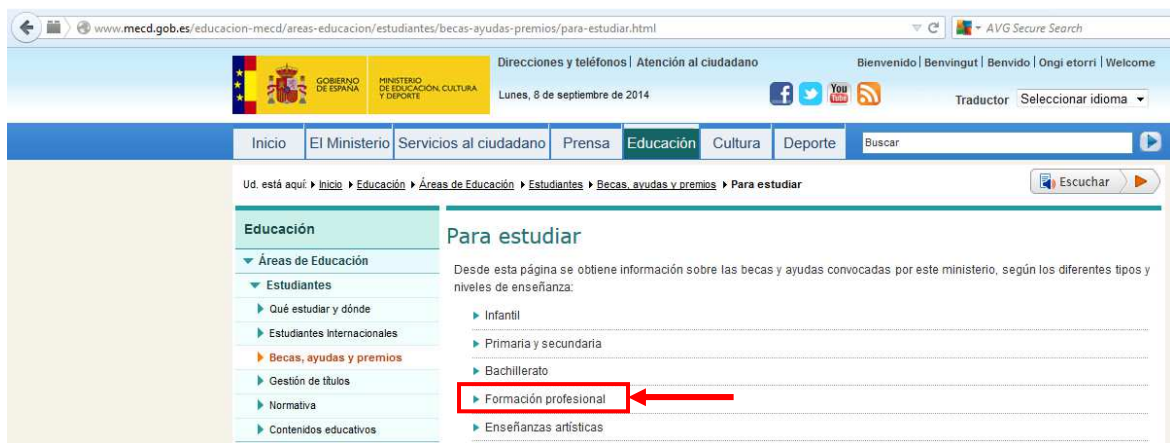 www.mecd.gob.es/educacion-mecd/areas-educacion/estudiantes/becas-ayudas-premios/para-estudiar.html
AVG Secure Search
Direcciones y teléfonos | Atención al ciudadano
Bienvenido | Benvingut | Benvido | Ongi etorri | Welcome
GOBIERNO DE ESPAÑA
MINISTERIO DE EDUCACIÓN, CULTURA Y DEPORTE
Lunes, 8 de septiembre de 2014
You Tube
Traductor Seleccionar idioma
Inicio El Ministerio Servicios al ciudadano Prensa Educación Cultura Deporte Buscar
Ud. está aquí: Inicio Educación Áreas de Educación Estudiantes Becas, ayudas y premios Para estudiar
Escuchar
Educación
Áreas de Educación
Estudiantes
Qué estudiar y dónde
Estudiantes Internacionales
Becas, ayudas y premios
Gestión de títulos
Normativa
Contenidos educativos
Para estudiar
Desde esta página se obtiene información sobre las becas y ayudas convocadas por este ministerio, según los diferentes tipos y
niveles de enseñanza:
Infantil
Primaria y secundaria
Bachillerato
Formación profesional
Enseñanzas artísticas